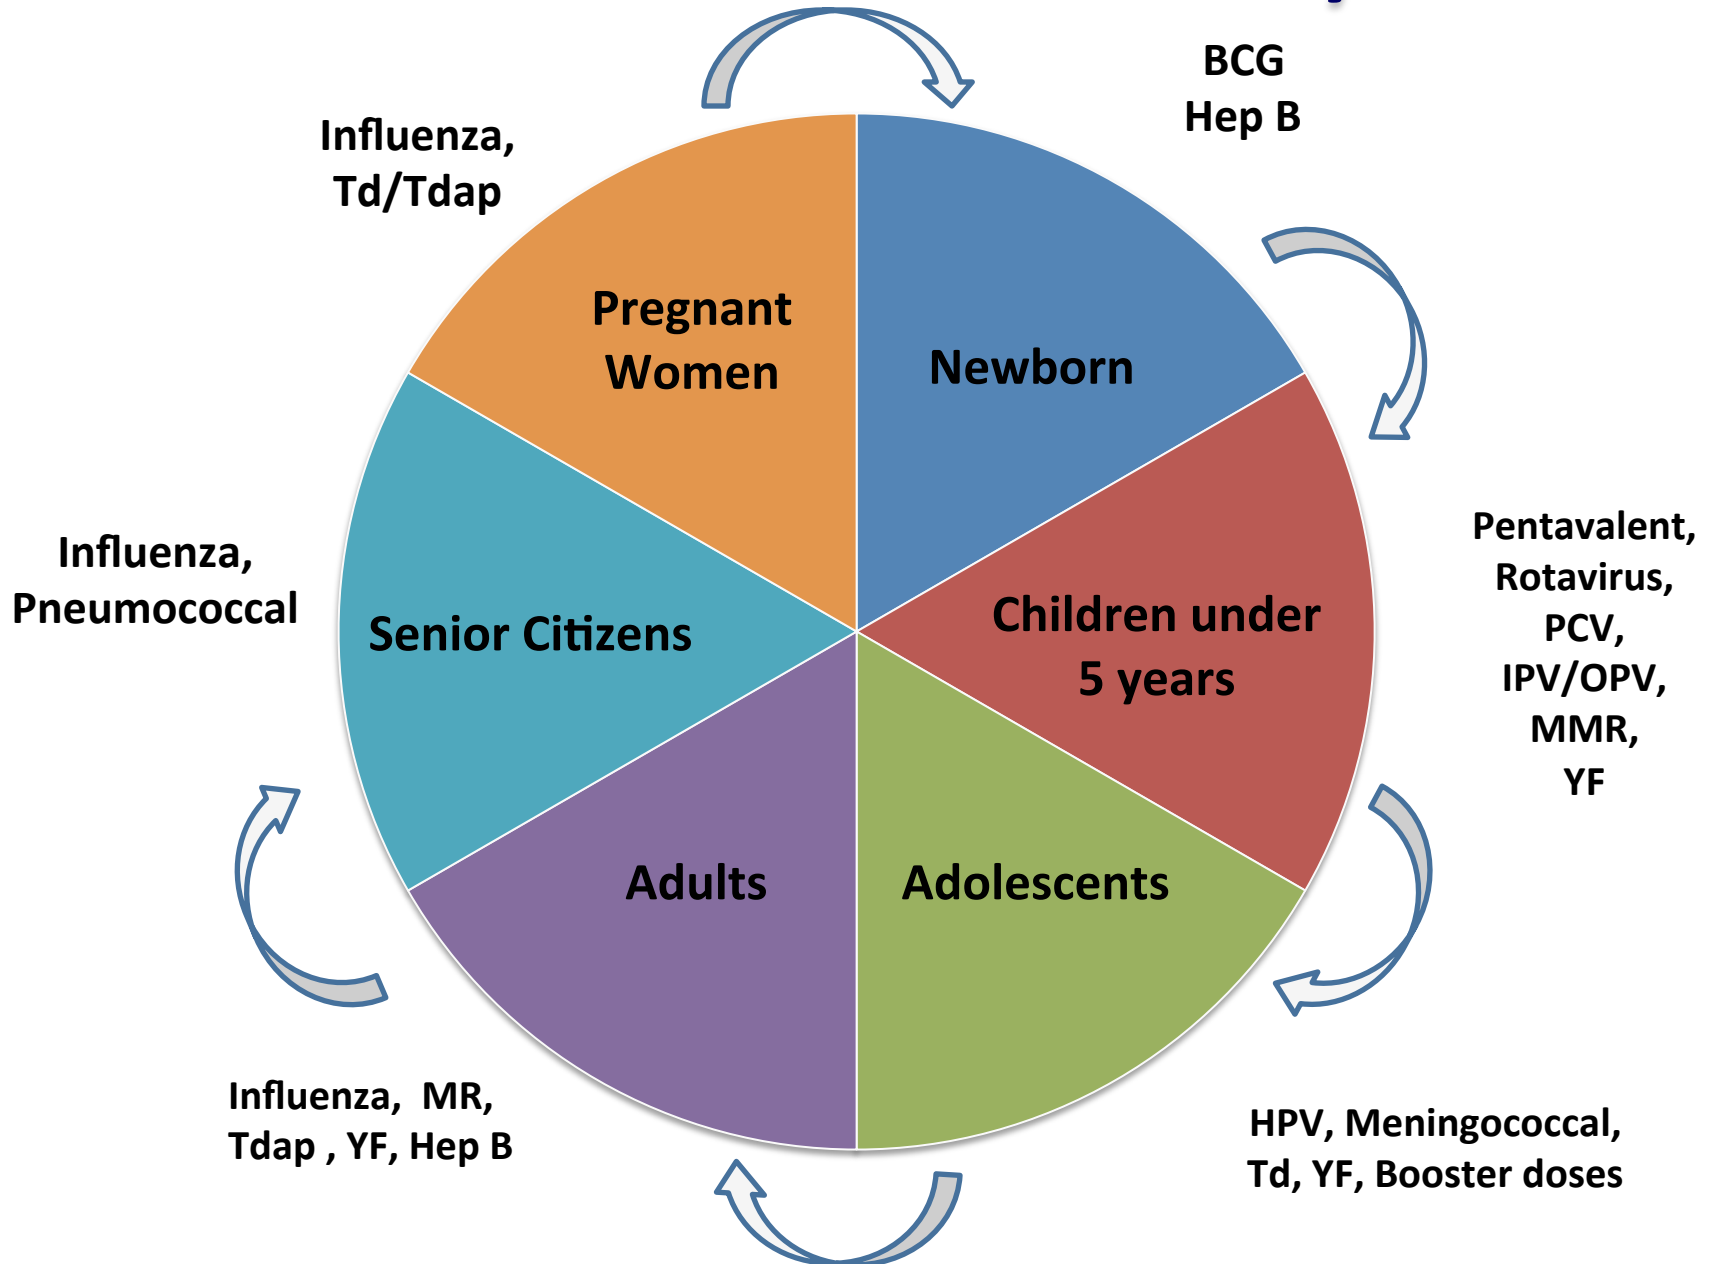 BCG
Hep B
Influenza,
Td/Tdap
Pregnant
Women
Newborn
Pentavalent,
Rotavirus,
PCV,
IPV/OPV,
MMR,
YF
Influenza,
Pneumococcal
Senior Citizens
Children under
5 years
Adults
Adolescents
Influenza,  MR,
Tdap , YF, Hep B
HPV, Meningococcal,
Td, YF, Booster doses